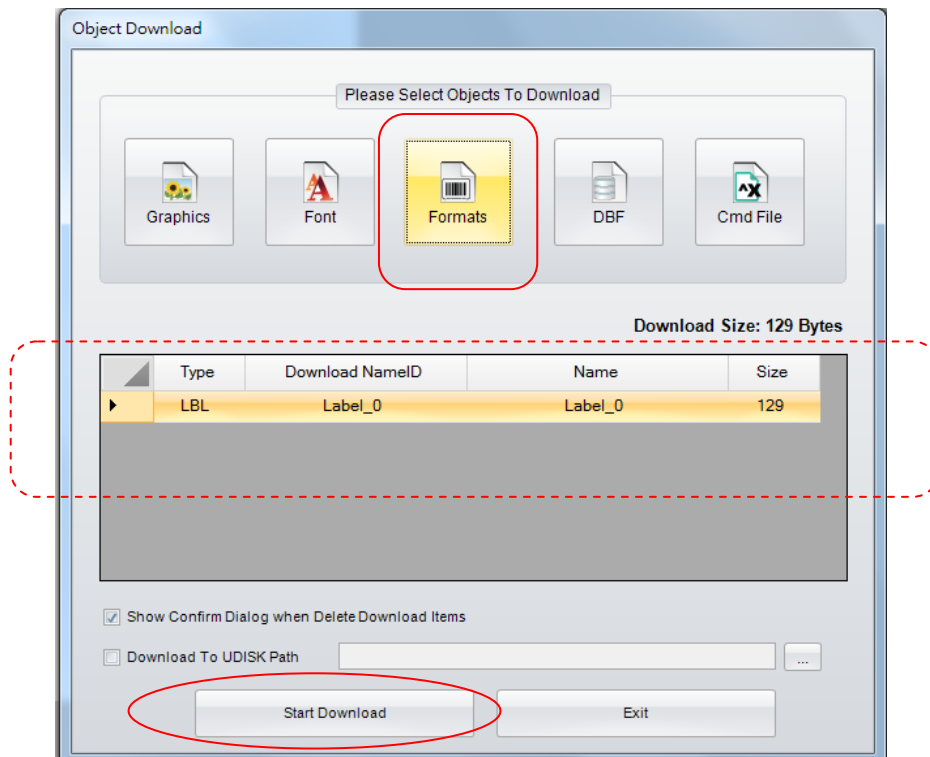 Object Download
Please Select Objects To Download
Graphics Font Formats DBF Cmd File
Download Size: 129 Bytes
Type Download NameID Name Size
LBL Label_0 Label_0 129
Show Confirm Dialog when Delete Download Items
Download To UDISK Path ...
Start Download Exit